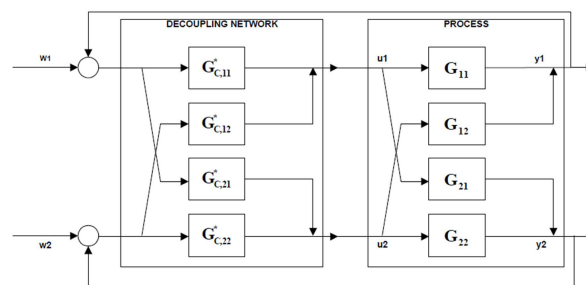 DECOUPLING NETWORK
PROCESS
w1
G*C,11
u1
G11
y1
G*C,12
G12
G*C,21
G21
w2
G*C,22
u2
G22
y2